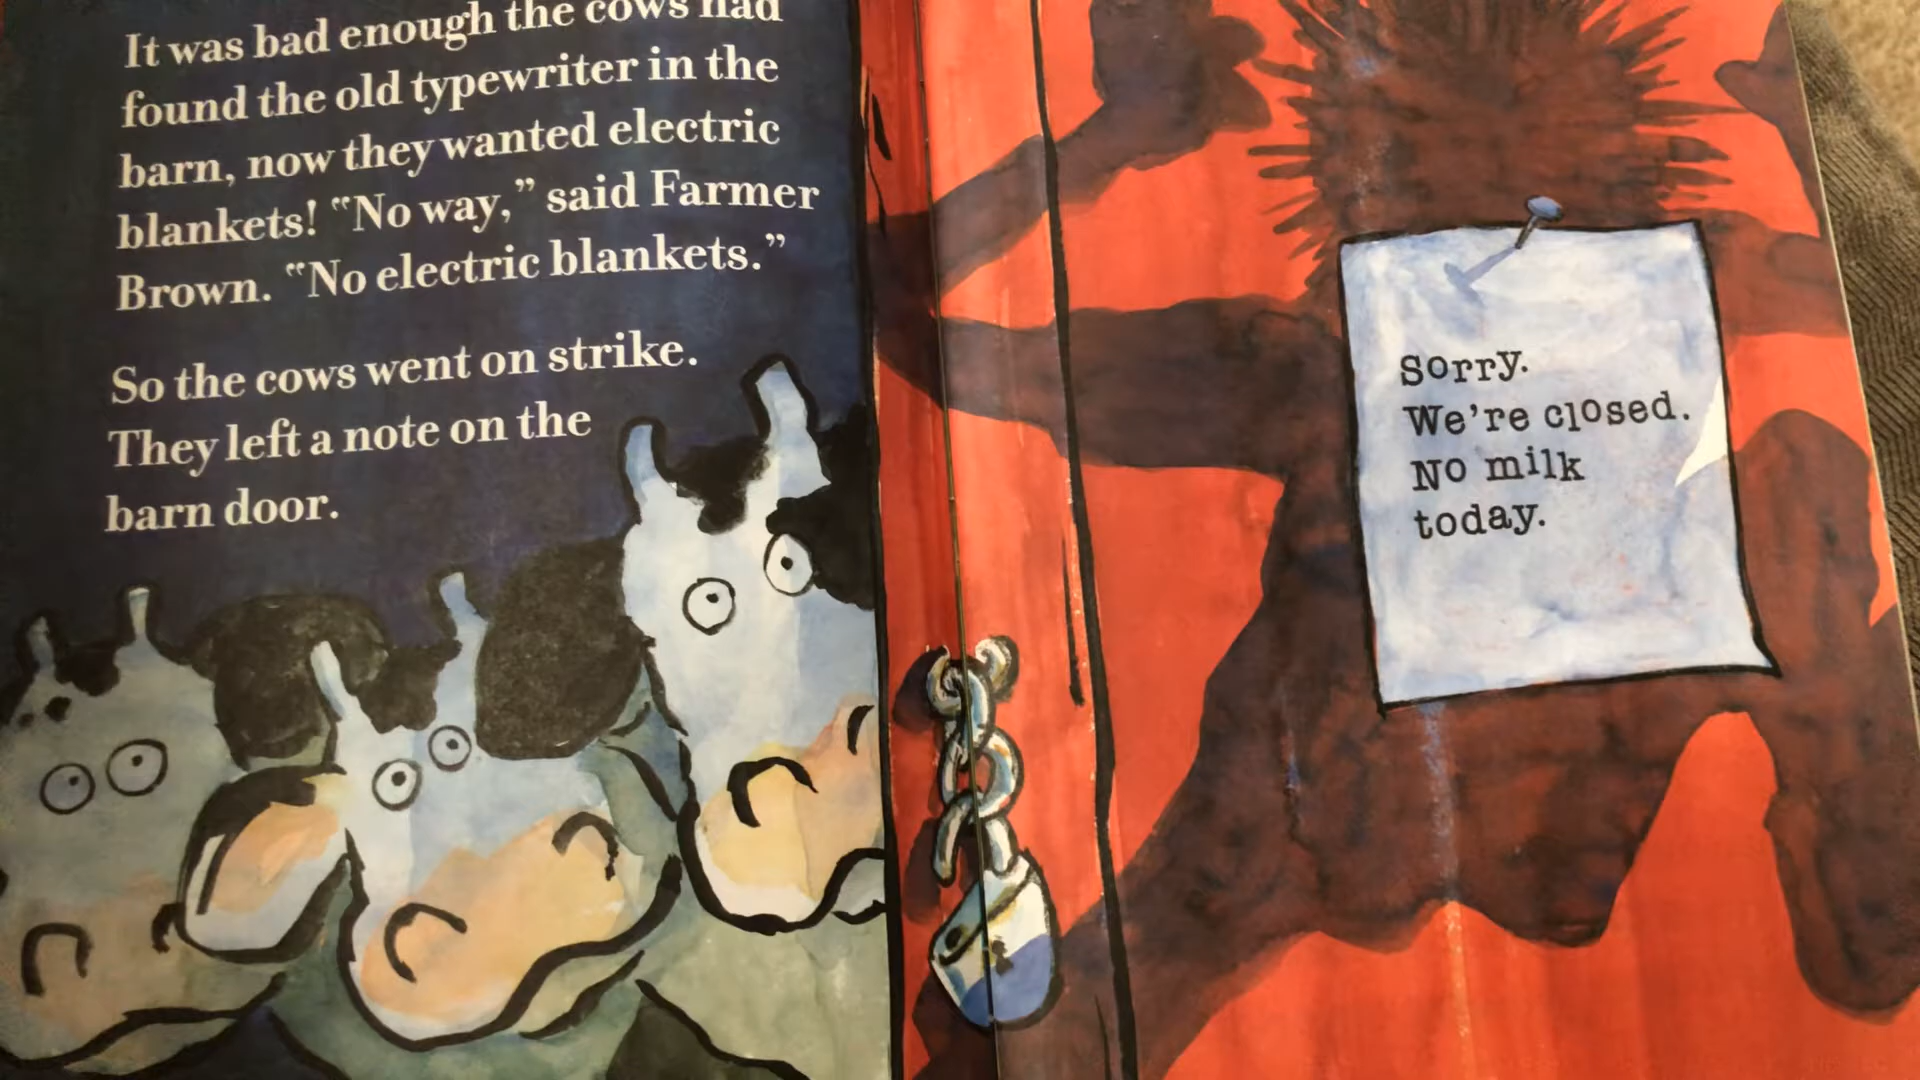 It was bad enough the cows had
found the old typewriter in the
barn, now they wanted electric
blankets! “No way,” said Farmer
Brown. “No electric blankets.”
So the cows went on strike.
They left a note on the
barn door.
Sorry.
We're closed.
No milk
today.